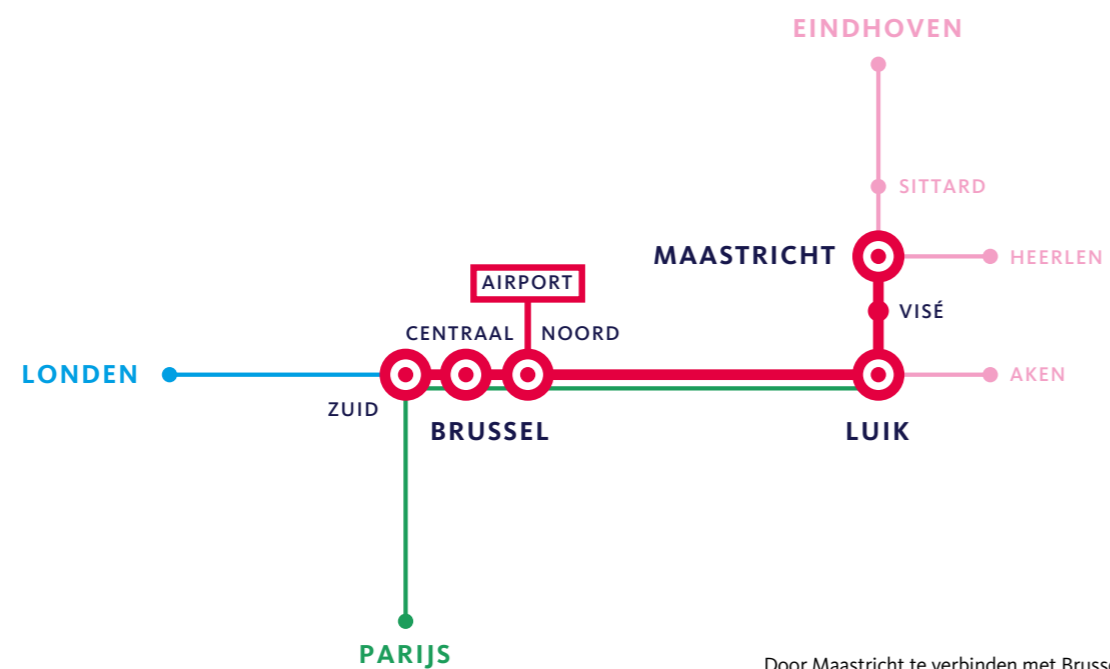 EINDHOVEN
SITTARD
MAASTRICHT
HEERLEN
AIRPORT
VISÉ
CENTRAAL
NOORD
LONDEN
AKEN
ZUID
BRUSSEL
LUIK
PARIJS
Door Maastricht te verbinden met